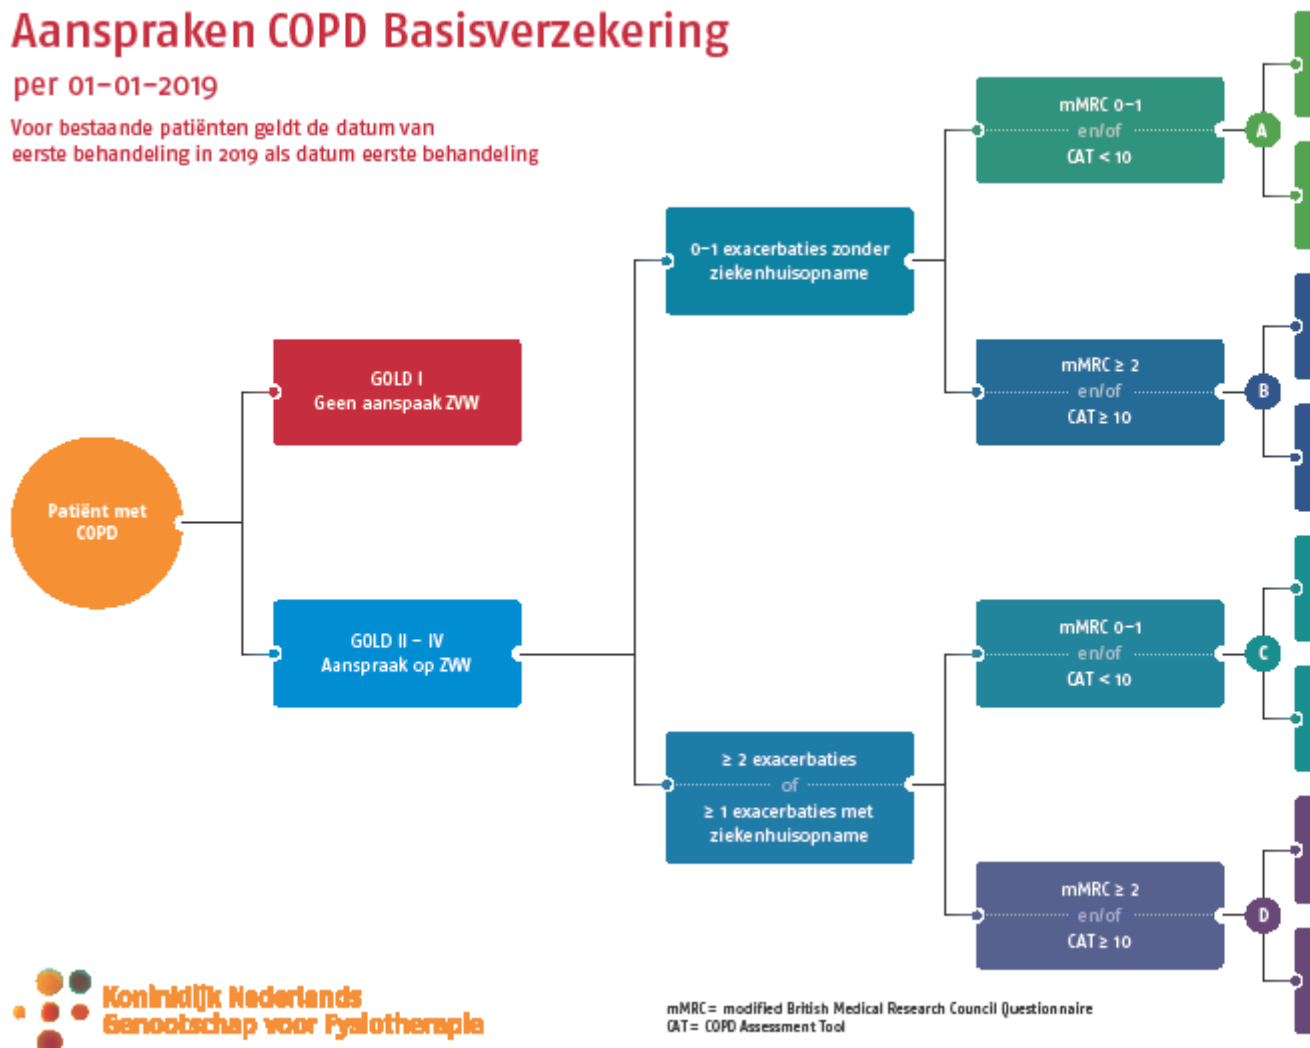 Aanspraken COPD Basisverzekering
per 01-01-2019
Voor bestaande patiënten geldt de datum van
eerste behandeling in 2019 als datum eerste behandeling
Patiënt met
COPD
GOLD I
Geen aanspaak ZVW
GOLD II - IV
Aanspraak op ZVW
0-1 exacerbaties zonder
ziekenhuisopname
≥ 2 exacerbaties
of
≥ 1 exacerbaties met
ziekenhuisopname
mMRC 0-1
en/of
CAT < 10
A
mMRC ≥ 2
en/of
CAT ≥ 10
B
mMRC 0-1
en/of
CAT < 10
C
mMRC ≥ 2
en/of
CAT ≥ 10
D
Koninklijk Nederlands
Genootschap voor Fysiotherapie
mMRC = modified British Medical Research Council Questionnaire
CAT = COPD Assessment Tool